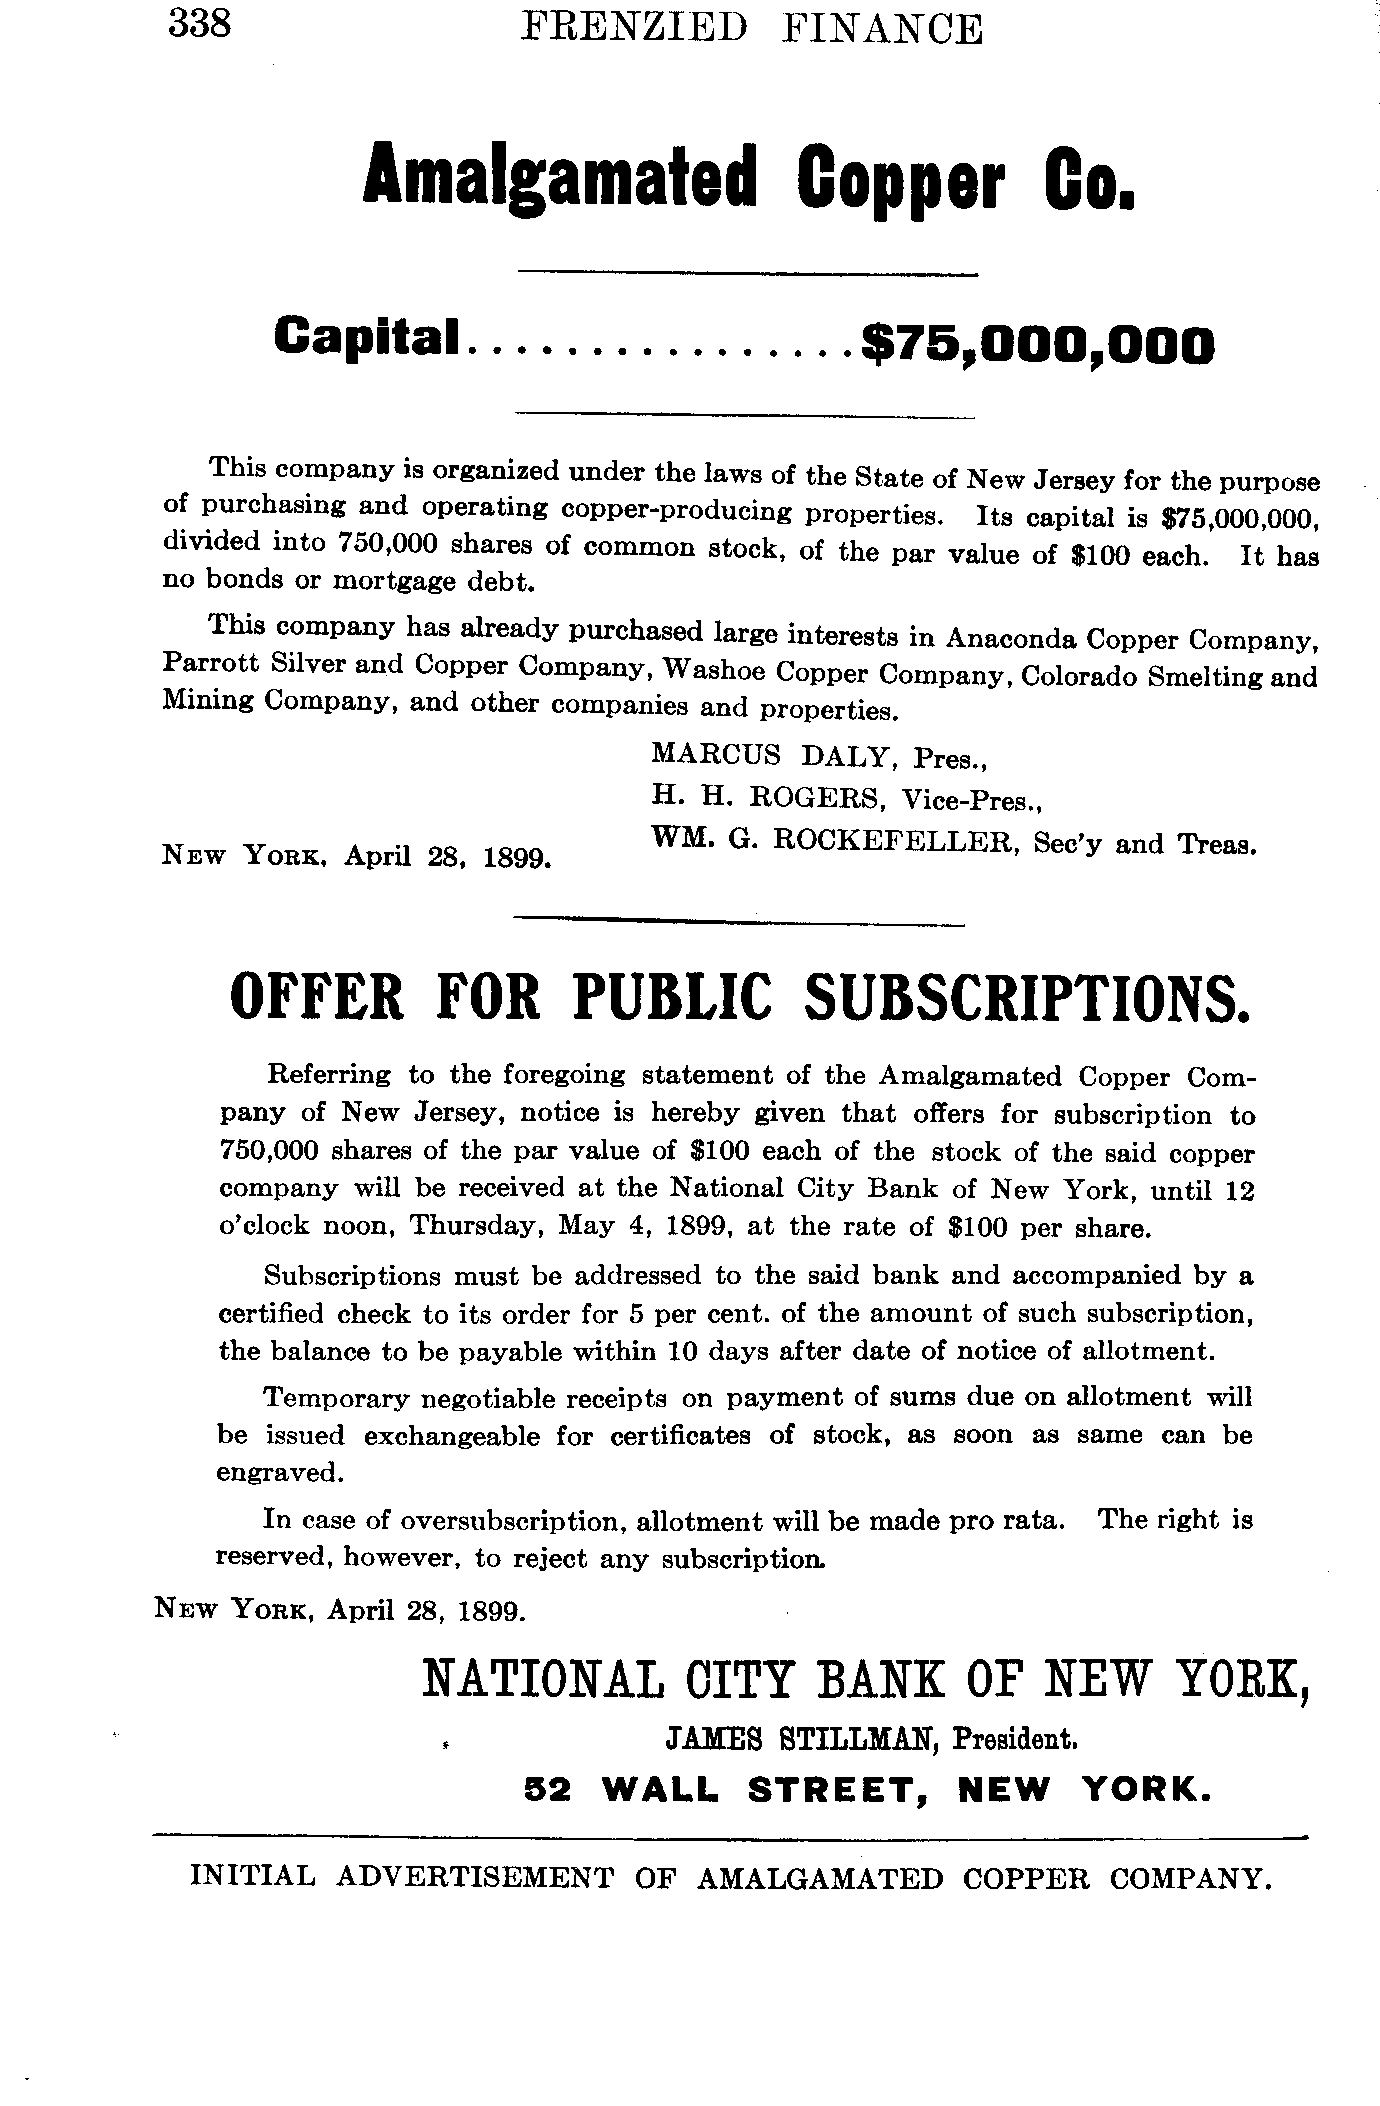 338 FRENZIED FINANCE
Amalgamated Copper Co.
Capital................$75,000,000
This company is organized under the laws of the State of New Jersey for the purpose
of purchasing and operating copper-producing properties. Its capital is $75,000,000,
divided into 750,000 shares of common stock, of the par value of $100 each. It has
no bonds or mortgage debt.
This company has already purchased large interests in Anaconda Copper Company,
Parrott Silver and Copper Company, Washoe Copper Company, Colorado Smelting and
Mining Company, and other companies and properties.
MARCUS DALY, Pres.,
H. H. ROGERS, Vice-Pres.,
WM. G. ROCKEFELLER, Sec'y and Treas.
NEW YORK, April 28, 1899.
OFFER FOR PUBLIC SUBSCRIPTIONS.
Referring to the foregoing statement of the Amalgamated Copper Com-
pany of New Jersey, notice is hereby given that offers for subscription to
750,000 shares of the par value of $100 each of the stock of the said copper
company will be received at the National City Bank of New York, until 12
o'clock noon, Thursday, May 4, 1899, at the rate of $100 per share.
Subscriptions must be addressed to the said bank and accompanied by a
certified check to its order for 5 per cent. of the amount of such subscription,
the balance to be payable within 10 days after date of notice of allotment.
Temporary negotiable receipts on payment of sums due on allotment will
be issued exchangeable for certificates of stock, as soon as same can be
engraved.
In case of oversubscription, allotment will be made pro rata. The right is
reserved, however, to reject any subscription.
NEW YORK, April 28, 1899.
NATIONAL CITY BANK OF NEW YORK,
JAMES STILLMAN, President.
52 WALL STREET, NEW YORK.
INITIAL ADVERTISEMENT OF AMALGAMATED COPPER COMPANY.